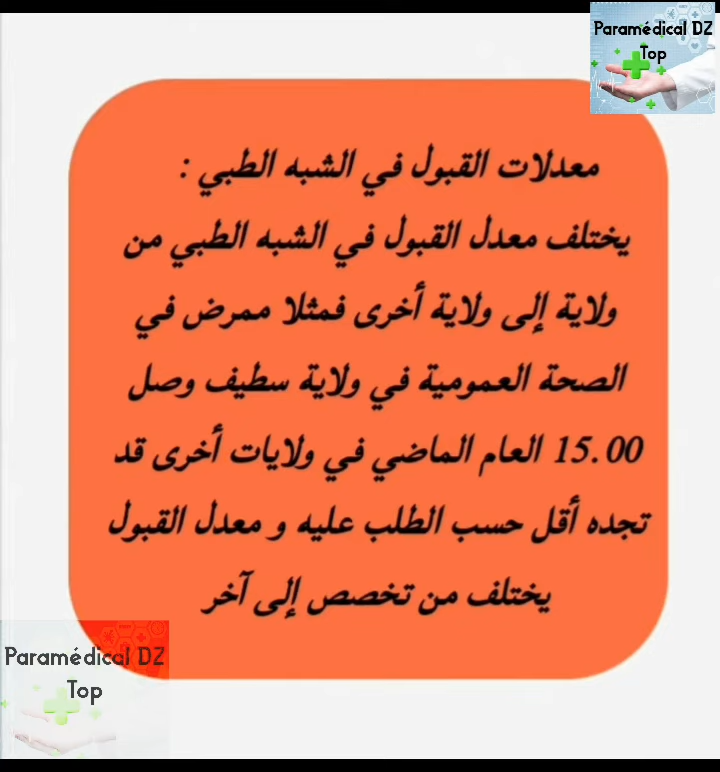 Paramédical DZ
Top
معدلات القبول في الشبه الطبي :
يختلف معدل القبول في الشبه الطبي من
ولاية إلى ولاية أخرى فمثلا ممرض في
الصحة العمومية في ولاية سطيف وصل
15.00 العام الماضي في ولايات أخرى قد
تجده أقل حسب الطلب عليه و معدل القبول
يختلف من تخصص إلى آخر
Paramédical DZ
Top